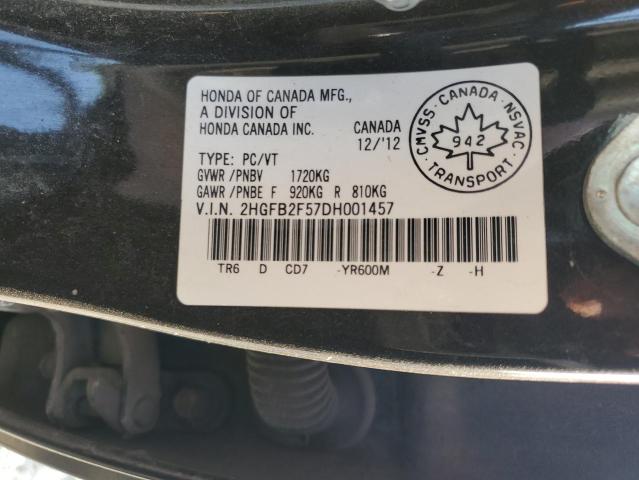 HONDA OF CANADA MFG.,
A DIVISION OF
HONDA CANADA INC.
CANADA
12/'12
TYPE: PC/VT
GVWR /PNBV 1720KG
GAWR /PNBE F 920KG R 810KG
V.I.N. 2HGFB2F57DH001457
TR6 D CD7 -YR600M -Z -H
CMVSS · CANADA · NSVAC
942
TRANSPORT